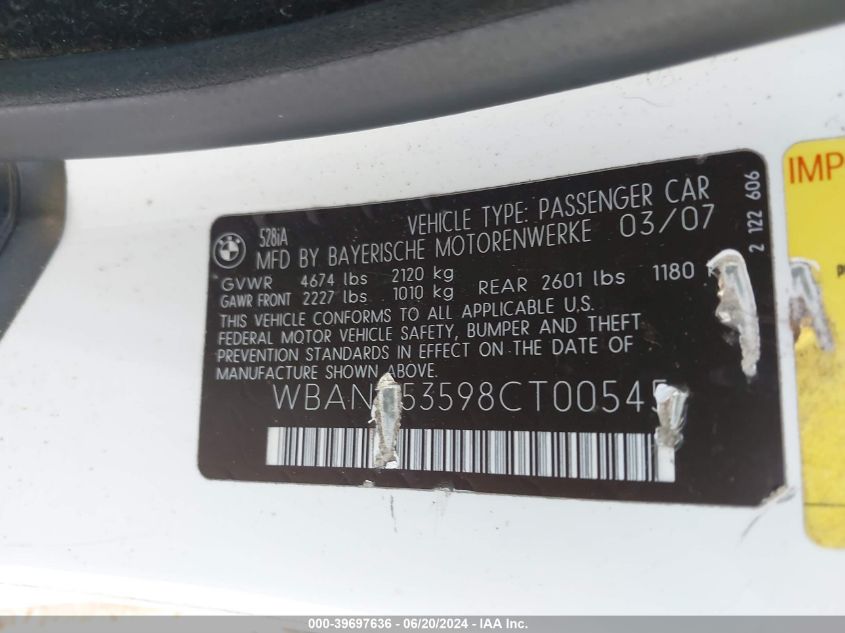 528iA
VEHICLE TYPE: PASSENGER CAR
MFD BY BAYERISCHE MOTORENWERKE 03/07
GVWR 4674 lbs 2120 kg
GAWR FRONT 2227 lbs 1010 kg REAR 2601 lbs 1180
THIS VEHICLE CONFORMS TO ALL APPLICABLE U.S.
FEDERAL MOTOR VEHICLE SAFETY, BUMPER AND THEFT
PREVENTION STANDARDS IN EFFECT ON THE DATE OF
MANUFACTURE SHOWN ABOVE.
2 122 606
000-39697636 - 06/20/2024 - IAA Inc.